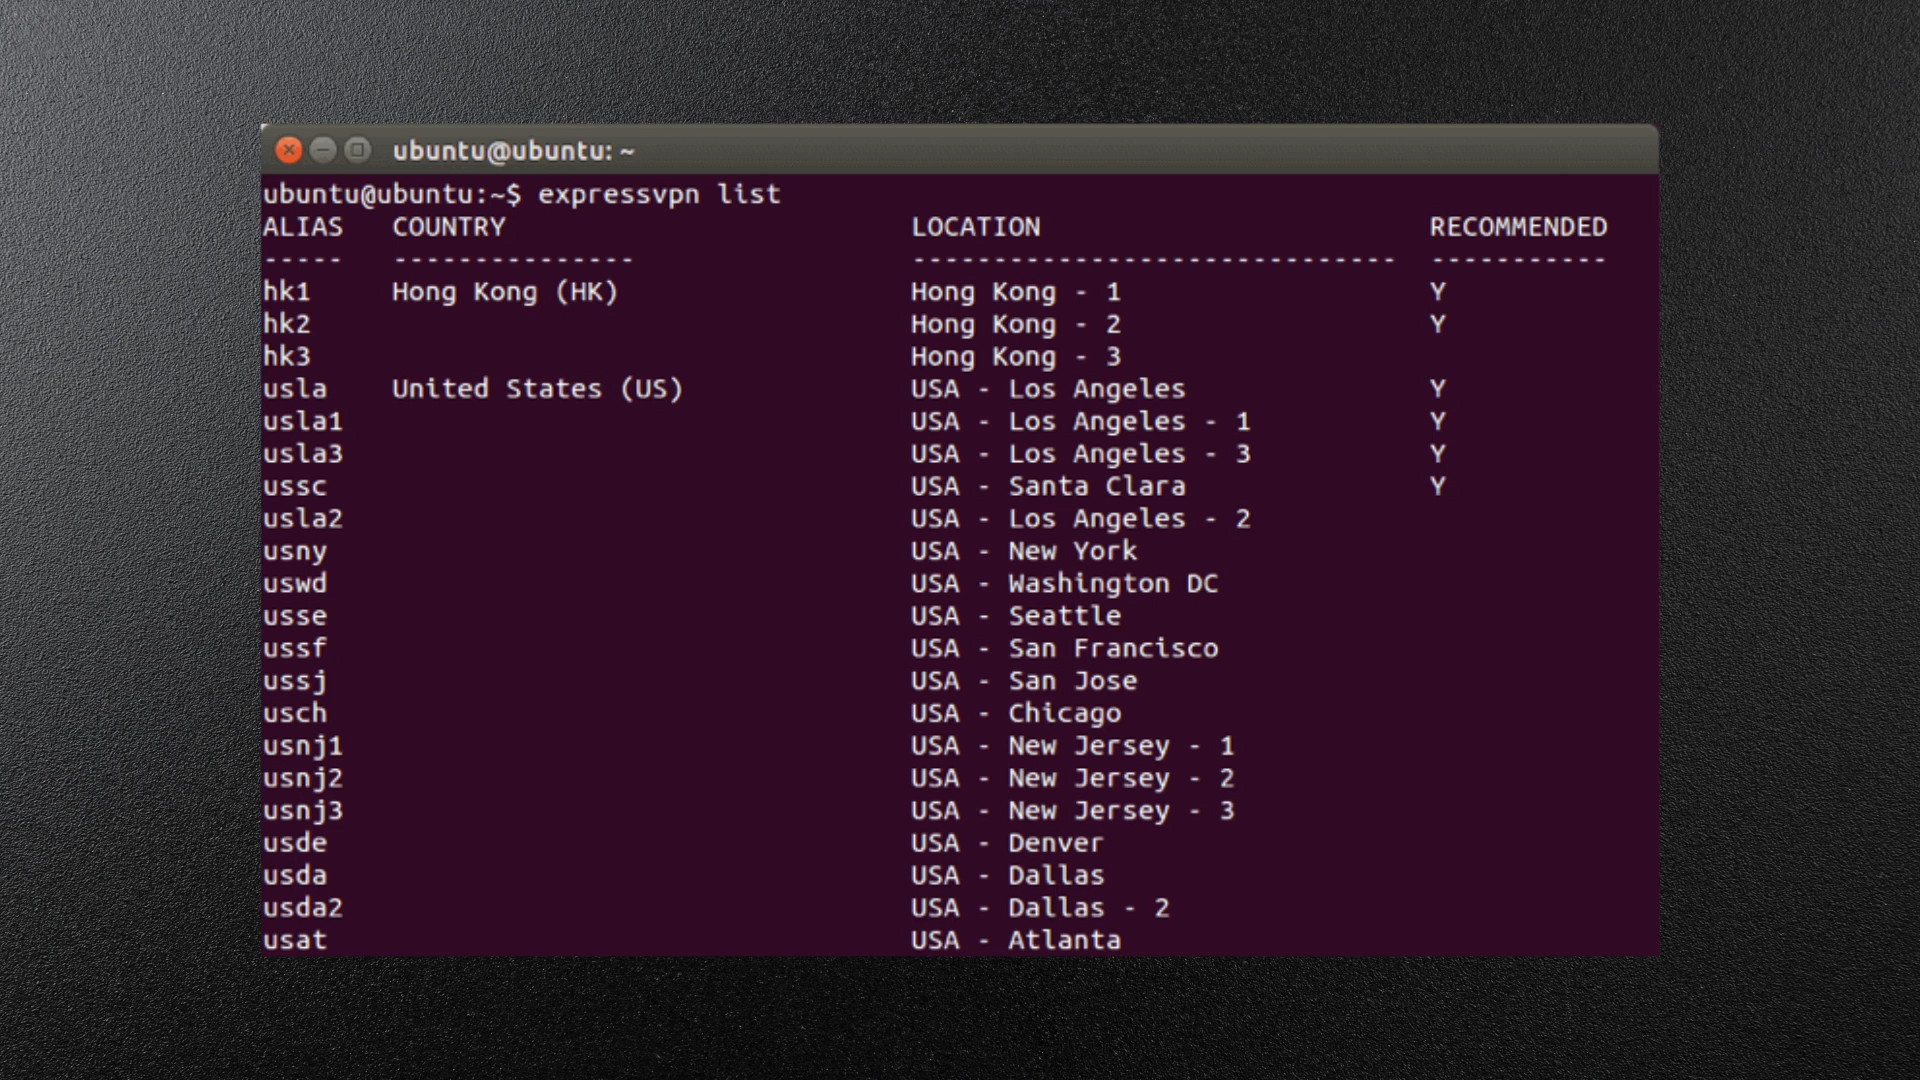 ubuntu@ubuntu: ~
ubuntu@ubuntu:~$ expressvpn list
ALIAS   COUNTRY                         LOCATION                        RECOMMENDED
-----   ---------------                 ------------------------------  -----------
hk1     Hong Kong (HK)                  Hong Kong - 1                   Y
hk2                                     Hong Kong - 2                   Y
hk3                                     Hong Kong - 3
usla    United States (US)              USA - Los Angeles               Y
usla1                                   USA - Los Angeles - 1           Y
usla3                                   USA - Los Angeles - 3           Y
ussc                                    USA - Santa Clara               Y
usla2                                   USA - Los Angeles - 2
usny                                    USA - New York
uswd                                    USA - Washington DC
usse                                    USA - Seattle
ussf                                    USA - San Francisco
ussj                                    USA - San Jose
usch                                    USA - Chicago
usnj1                                   USA - New Jersey - 1
usnj2                                   USA - New Jersey - 2
usnj3                                   USA - New Jersey - 3
usde                                    USA - Denver
usda                                    USA - Dallas
usda2                                   USA - Dallas - 2
usat                                    USA - Atlanta